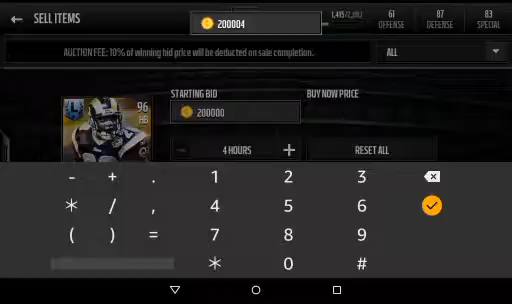 SELL ITEMS
200004
61 87 83
OFFENSE DEFENSE SPECIAL
AUCTION FEE: 10% of winning bid price will be deducted on sale completion.
ALL
STARTING BID BUY NOW PRICE
200000
96
HB
4 HOURS + RESET ALL
- + . 1 2 3
* / , 4 5 6
( ) = 7 8 9
* 0 #